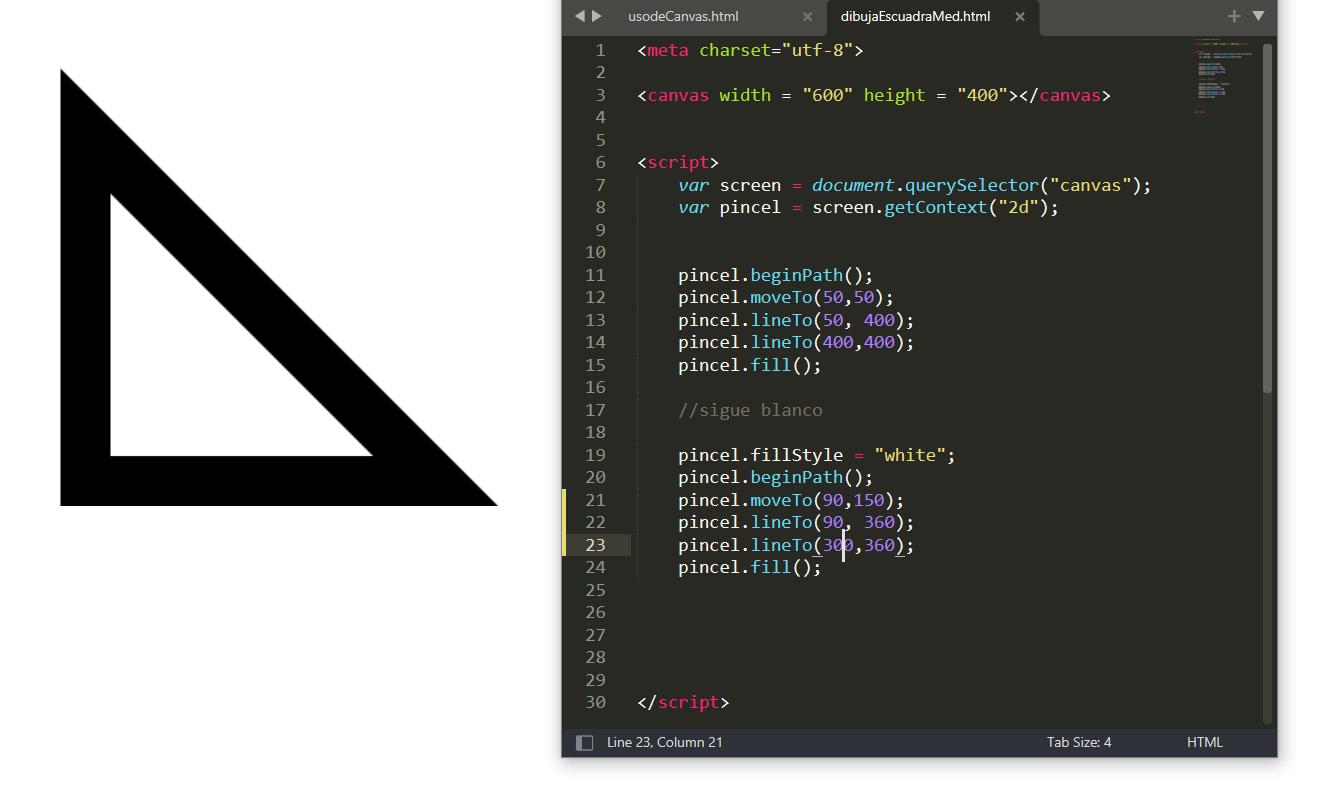 usodeCanvas.html × dibujaEscuadraMed.html × + ▼
1 <meta charset="utf-8">
2
3 <canvas width = "600" height = "400"></canvas>
4
5
6 <script>
7     var screen = document.querySelector("canvas");
8     var pincel = screen.getContext("2d");
9
10
11     pincel.beginPath();
12     pincel.moveTo(50,50);
13     pincel.lineTo(50, 400);
14     pincel.lineTo(400,400);
15     pincel.fill();
16
17     //sigue blanco
18
19     pincel.fillStyle = "white";
20     pincel.beginPath();
21     pincel.moveTo(90,150);
22     pincel.lineTo(90, 360);
23     pincel.lineTo(300,360);
24     pincel.fill();
25
26
27
28
29
30 </script>
Line 23, Column 21 Tab Size: 4 HTML